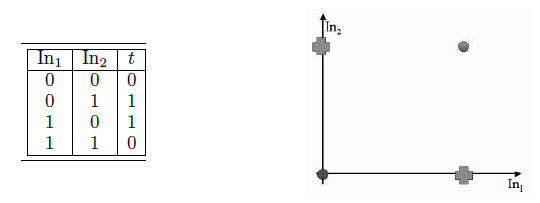 In₁ In₂ t
0 0 0
0 1 1
1 0 1
1 1 0
In₂
In₁